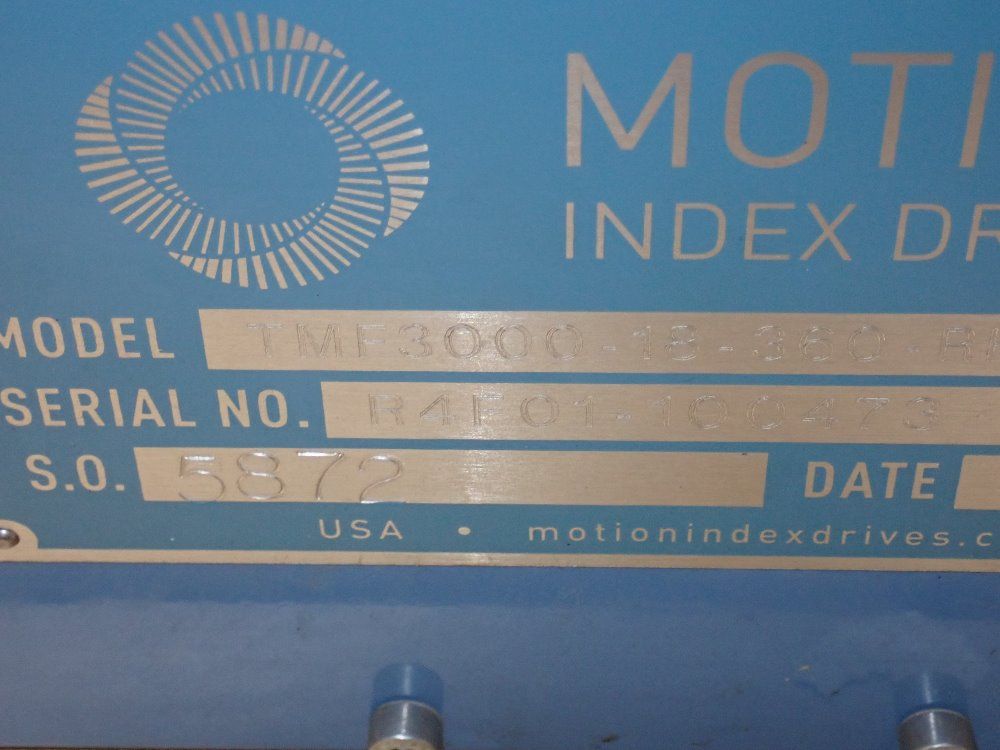 MOTI
INDEX DR
MODEL TMF3000-18-360-R
SERIAL NO. R4F01-100473
S.O. 5872 DATE
USA • motionindexdrives.c